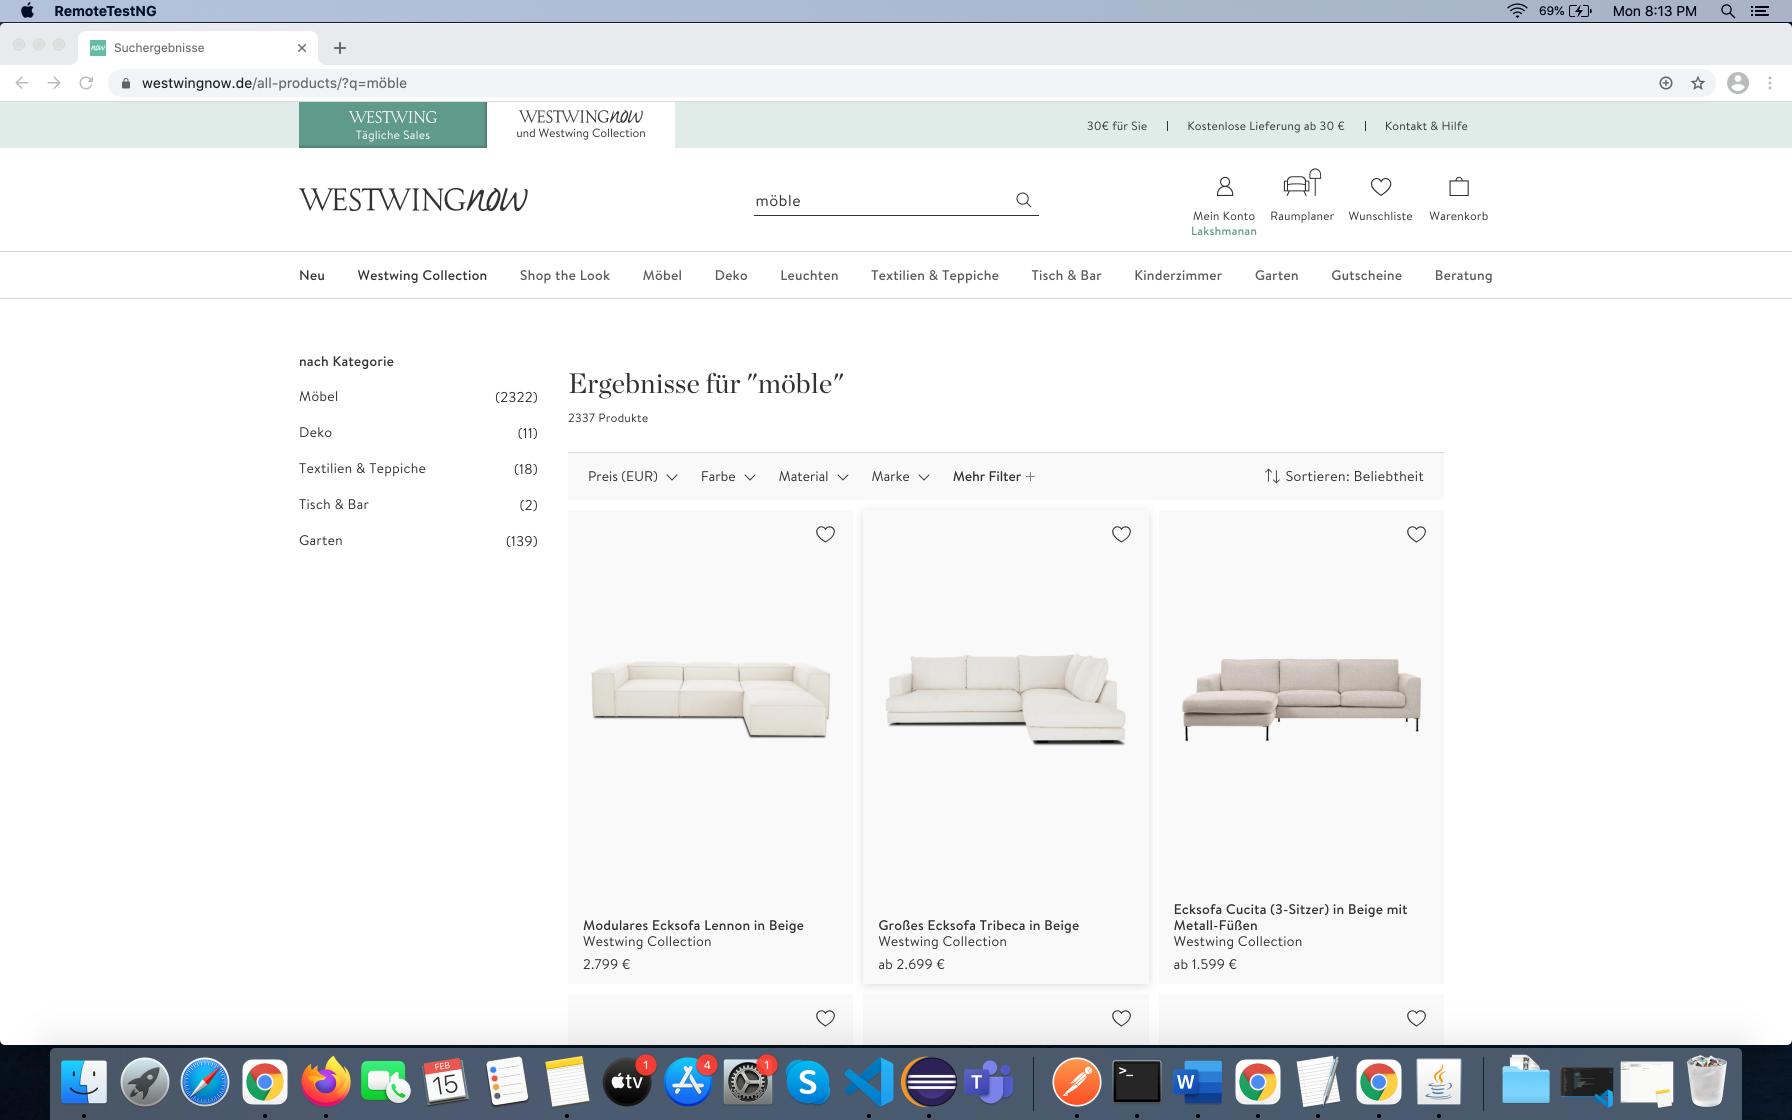 RemoteTestNG
69%
Mon 8:13 PM
now
Suchergebnisse
westwingnow.de/all-products/?q=möble
WESTWING
Tägliche Sales
WESTWINGnow
und Westwing Collection
30€ für Sie
Kostenlose Lieferung ab 30 €
Kontakt & Hilfe
WESTWINGnow
möble
Mein Konto
Lakshmanan
Raumplaner
Wunschliste
Warenkorb
Neu
Westwing Collection
Shop the Look
Möbel
Deko
Leuchten
Textilien & Teppiche
Tisch & Bar
Kinderzimmer
Garten
Gutscheine
Beratung
nach Kategorie
Möbel (2322)
Deko (11)
Textilien & Teppiche (18)
Tisch & Bar (2)
Garten (139)
Ergebnisse für "möble"
2337 Produkte
Preis (EUR)
Farbe
Material
Marke
Mehr Filter +
Sortieren: Beliebtheit
Modulares Ecksofa Lennon in Beige
Westwing Collection
2.799 €
Großes Ecksofa Tribeca in Beige
Westwing Collection
ab 2.699 €
Ecksofa Cucita (3-Sitzer) in Beige mit
Metall-Füßen
Westwing Collection
ab 1.599 €
FEB
15
tv
1
4
1
S
T
>_
W